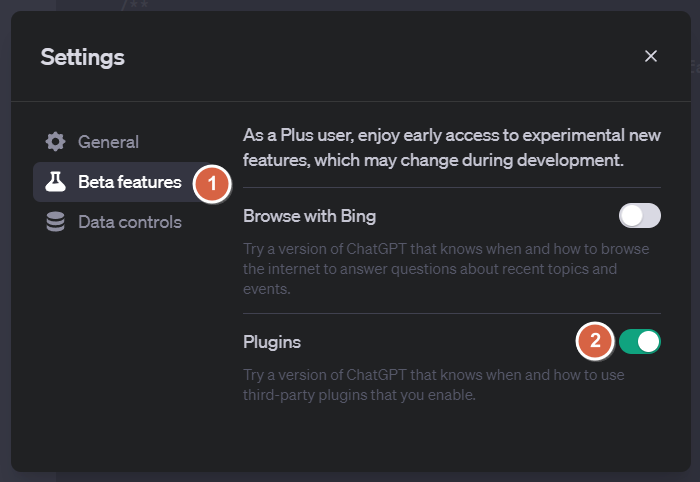 /**
Settings
General
Beta features 1
Data controls
As a Plus user, enjoy early access to experimental new
features, which may change during development.
Browse with Bing
Try a version of ChatGPT that knows when and how to browse
the internet to answer questions about recent topics and
events.
Plugins 2
Try a version of ChatGPT that knows when and how to use
third-party plugins that you enable.